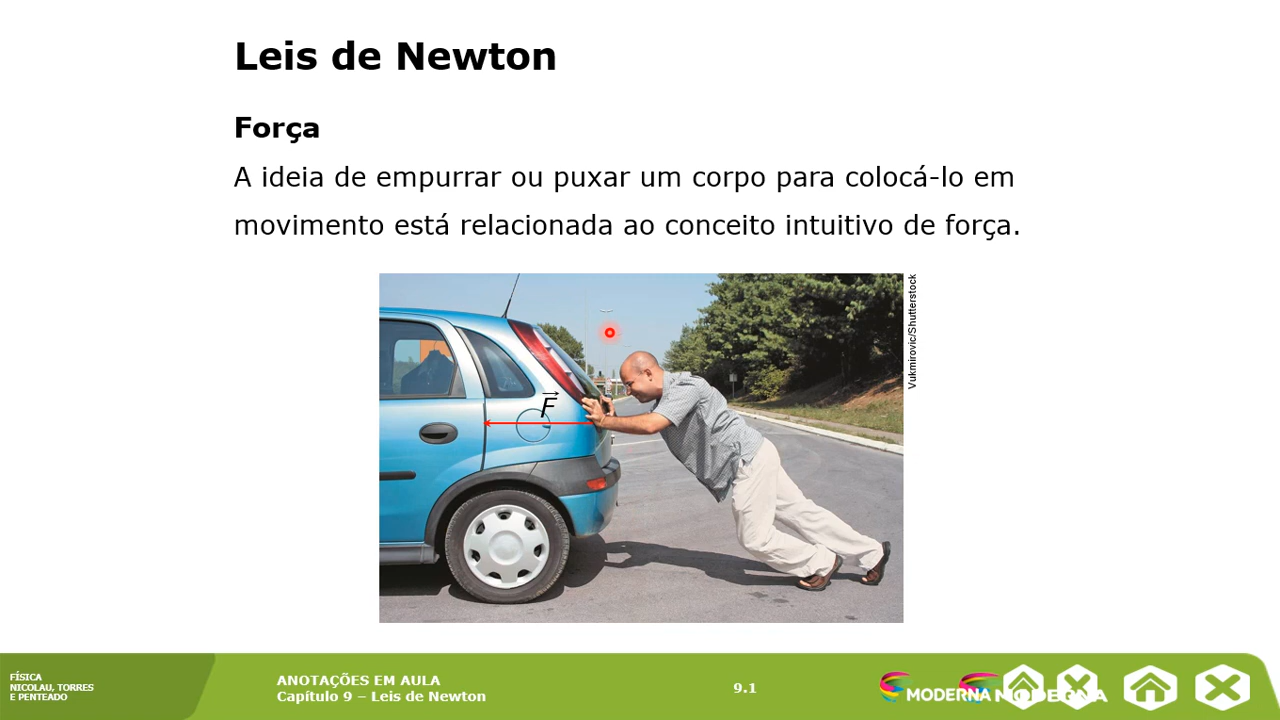 Leis de Newton
Força
A ideia de empurrar ou puxar um corpo para colocá-lo em
movimento está relacionada ao conceito intuitivo de força.
Vukmirovic/Shutterstock
F
FÍSICA
NICOLAU, TORRES
E PENTEADO
ANOTAÇÕES EM AULA
Capítulo 9 – Leis de Newton
9.1
MODERNA
MODERNA